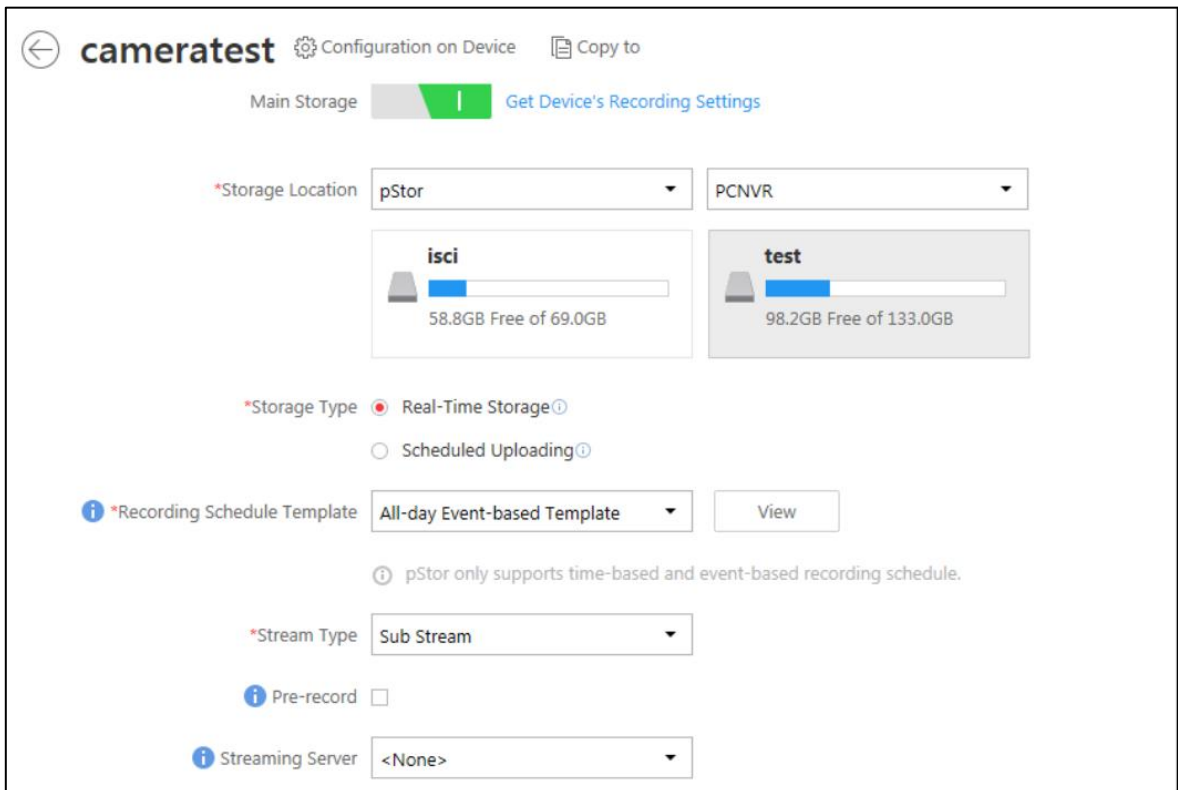 cameratest Configuration on Device Copy to
Main Storage Get Device's Recording Settings
*Storage Location pStor PCNVR
isci test
58.8GB Free of 69.0GB 98.2GB Free of 133.0GB
*Storage Type Real-Time Storage
Scheduled Uploading
*Recording Schedule Template All-day Event-based Template View
pStor only supports time-based and event-based recording schedule.
*Stream Type Sub Stream
Pre-record
Streaming Server <None>